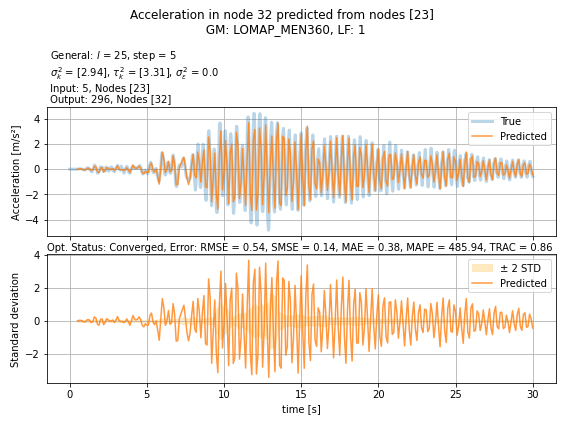 Acceleration in node 32 predicted from nodes [23]
GM: LOMAP_MEN360, LF: 1
General: l = 25, step = 5
σ²ₖ = [2.94], τ²ₖ = [3.31], σ²ε = 0.0
Input: 5, Nodes [23]
Output: 296, Nodes [32]
Acceleration [m/s²]
4
2
0
−2
−4
True
Predicted
Opt. Status: Converged, Error: RMSE = 0.54, SMSE = 0.14, MAE = 0.38, MAPE = 485.94, TRAC = 0.86
Standard deviation
4
2
0
−2
± 2 STD
Predicted
0 5 10 15 20 25 30
time [s]